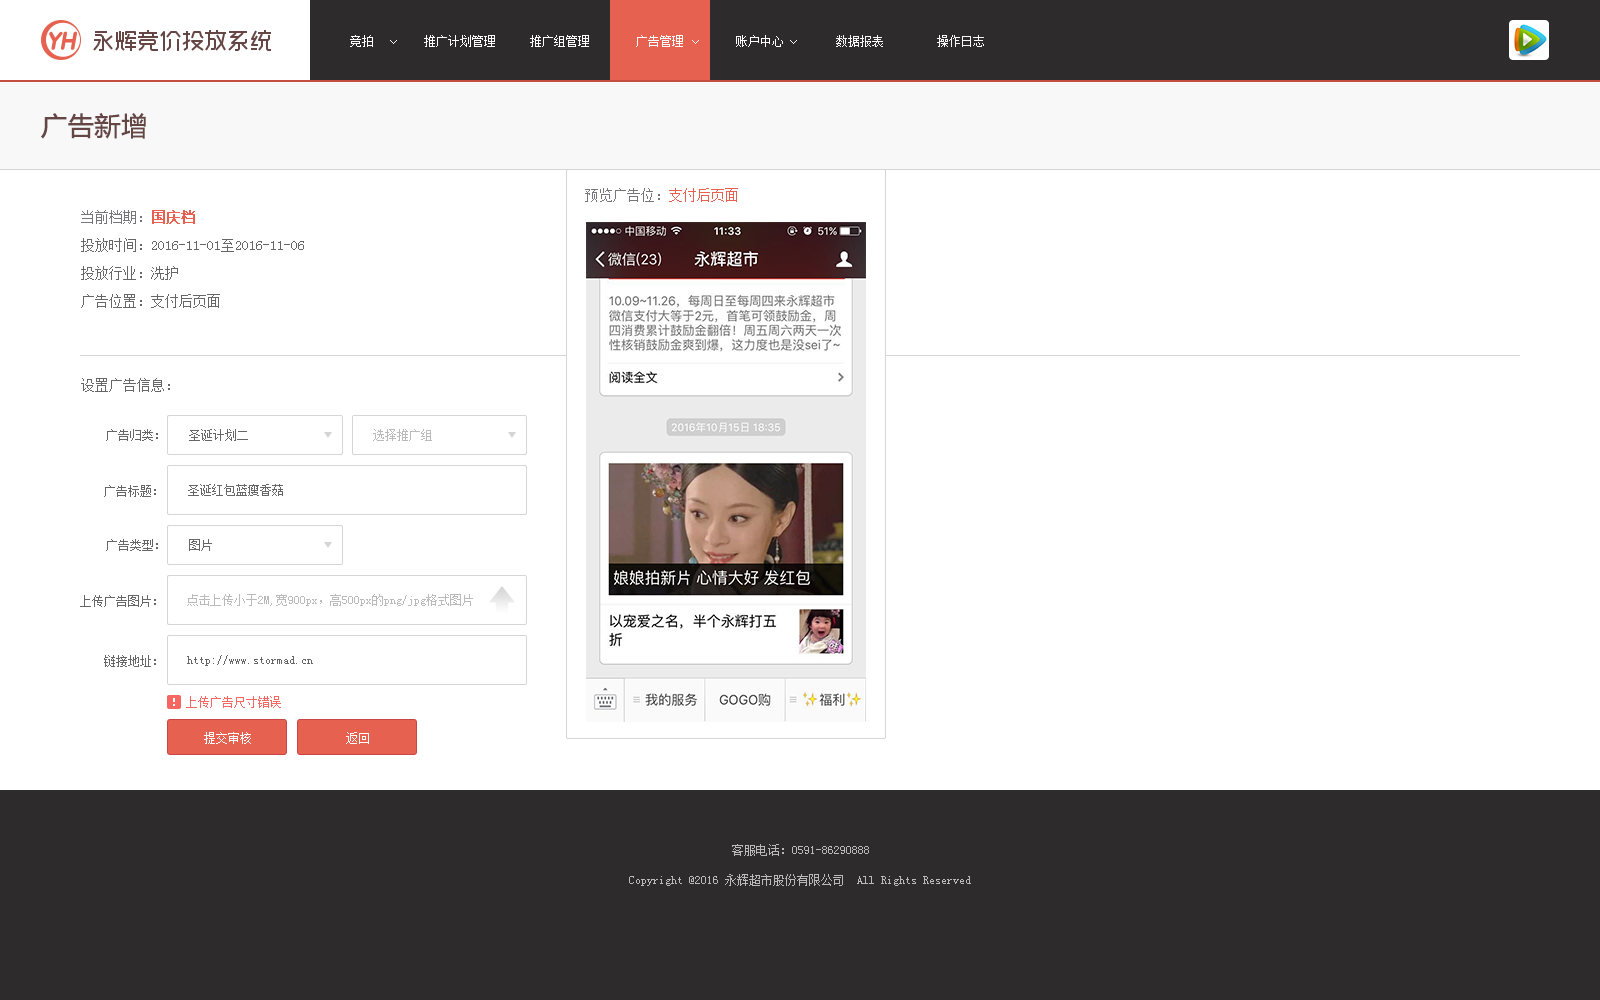 YH 永辉竞价投放系统
竞拍 推广计划管理 推广组管理 广告管理 账户中心 数据报表 操作日志
广告新增
当前档期：国庆档
投放时间：2016-11-01至2016-11-06
投放行业：洗护
广告位置：支付后页面
设置广告信息：
广告归类： 圣诞计划二 选择推广组
广告标题： 圣诞红包蓝瘦香菇
广告类型： 图片
上传广告图片： 点击上传小于2M,宽900px，高500px的png/jpg格式图片
链接地址： http://www.stormad.cn
上传广告尺寸错误
提交审核 返回
预览广告位：支付后页面
中国移动 11:33 51%
微信(23) 永辉超市
10.09~11.26，每周日至每周四来永辉超市
微信支付大等于2元，首笔可领鼓励金，周
四消费累计鼓励金翻倍！周五周六两天一次
性核销鼓励金爽到爆，这力度也是没sei了~
阅读全文
2016年10月15日 18:35
娘娘拍新片 心情大好 发红包
以宠爱之名，半个永辉打五
折
我的服务 GOGO购 ✨福利✨
客服电话：0591-86290888
Copyright @2016 永辉超市股份有限公司 All Rights Reserved